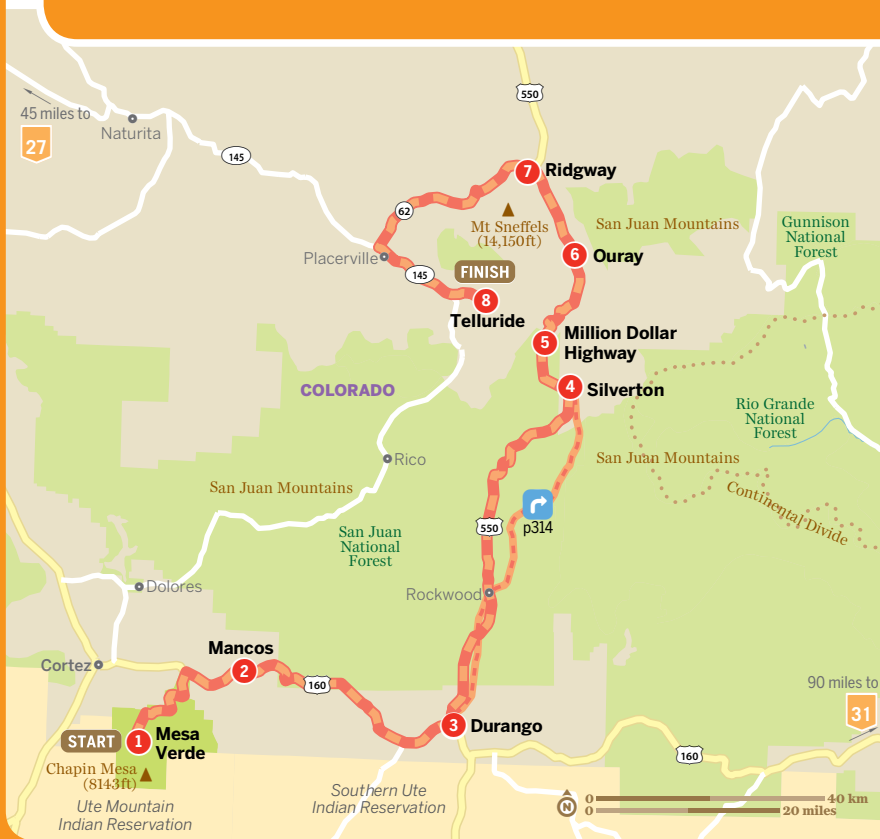 550
45 miles to
27
Naturita
145
7 Ridgway
62
Mt Sneffels
(14,150ft)
San Juan Mountains
Gunnison
National
Forest
Placerville
145
FINISH
6 Ouray
8
Telluride
5 Million Dollar
Highway
COLORADO
4 Silverton
Rio Grande
National
Forest
Rico
San Juan Mountains
San Juan Mountains
Continental Divide
p314
550
San Juan
National
Forest
Dolores
Rockwood
Mancos
2
Cortez
160
90 miles to
31
START 1 Mesa
Verde
3 Durango
160
Chapin Mesa
(8143ft)
Ute Mountain
Indian Reservation
Southern Ute
Indian Reservation
N
0 40 km
0 20 miles